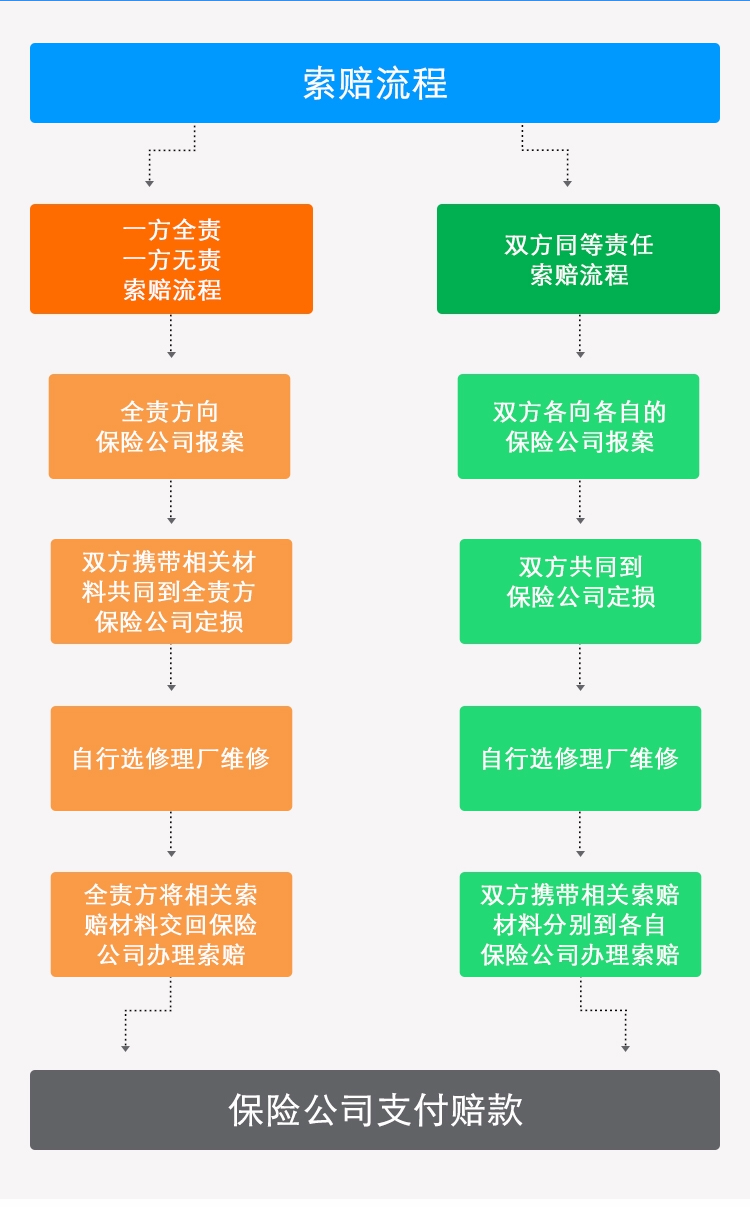 索赔流程
一方全责
一方无责
索赔流程
全责方向
保险公司报案
双方携带相关材
料共同到全责方
保险公司定损
自行选修理厂维修
全责方将相关索
赔材料交回保险
公司办理索赔
双方同等责任
索赔流程
双方各向各自的
保险公司报案
双方共同到
保险公司定损
自行选修理厂维修
双方携带相关索赔
材料分别到各自
保险公司办理索赔
保险公司支付赔款